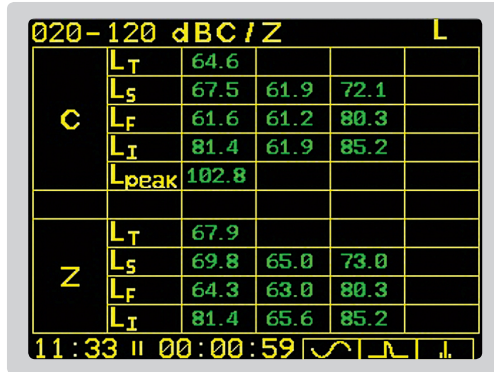 020-120 dBC/Z L
C
LT 64.6
LS 67.5 61.9 72.1
LF 61.6 61.2 80.3
LI 81.4 61.9 85.2
Lpeak 102.8
Z
LT 67.9
LS 69.8 65.0 73.0
LF 64.3 63.0 80.3
LI 81.4 65.6 85.2
11:33 00:00:59